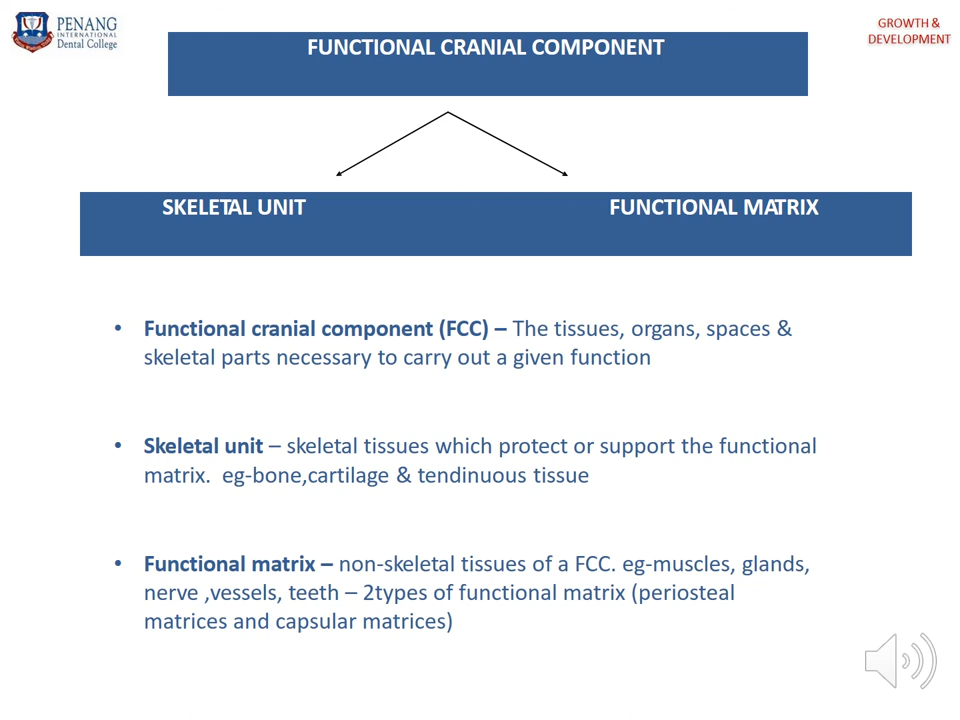 PENANG
INTERNATIONAL
Dental College
GROWTH &
DEVELOPMENT
FUNCTIONAL CRANIAL COMPONENT
SKELETAL UNIT
FUNCTIONAL MATRIX
• Functional cranial component (FCC) – The tissues, organs, spaces &
skeletal parts necessary to carry out a given function
• Skeletal unit – skeletal tissues which protect or support the functional
matrix. eg-bone,cartilage & tendinuous tissue
• Functional matrix – non-skeletal tissues of a FCC. eg-muscles, glands,
nerve ,vessels, teeth – 2types of functional matrix (periosteal
matrices and capsular matrices)